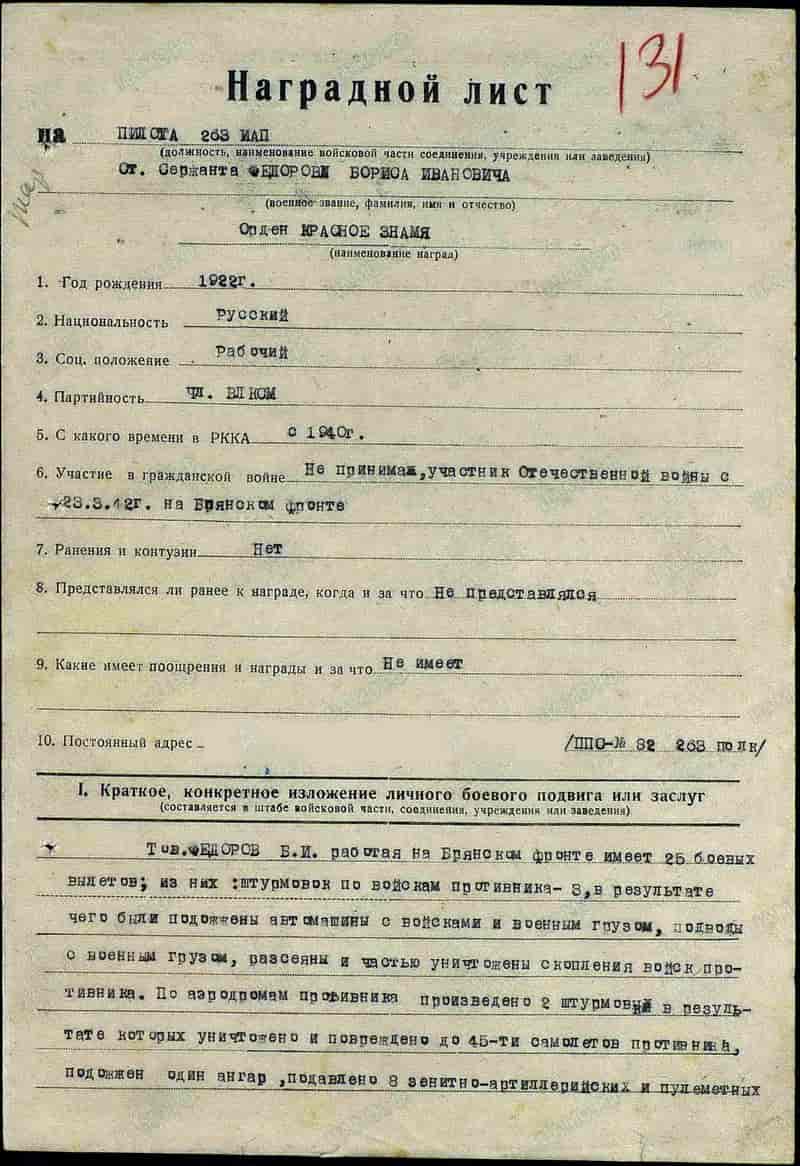 131
Наградной лист
на ПИЛОТА 263 ИАП
(должность, наименование войсковой части соединения, учреждения или заведения)
Ст. Сержанта ФЕДОРОВА БОРИСА ИВАНОВИЧА
(военное звание, фамилия, имя и отчество)
Орден КРАСНОЕ ЗНАМЯ
(наименование наград)
1. Год рождения 1922г.
2. Национальность Русский
3. Соц. положение Рабочий
4. Партийность чл. ВЛКСМ
5. С какого времени в РККА с 1940г.
6. Участие в гражданской войне Не принимал, участник Отечественной войны с
23.3.42г. на Брянском фронте
7. Ранения и контузии Нет
8. Представлялся ли ранее к награде, когда и за что Не представлялся
9. Какие имеет поощрения и награды и за что Не имеет
10. Постоянный адрес /ППС-№ 32 263 полк/
I. Краткое, конкретное изложение личного боевого подвига или заслуг
(составляется в штабе войсковой части, соединения, учреждения или заведения)
Тов. ФЕДОРОВ Б.И. работая на Брянском фронте имеет 25 боевых
вылетов; из них :штурмовок по войскам противника- 3, в результате
чего были подожжены автомашины с войсками и военным грузом, подводы
с военным грузом, разсеяны и частью уничтожены скопления войск про-
тивника. По аэродромам противника произведено 2 штурмовки в резуль-
тате которых уничтожено и повреждено до 45-ти самолетов противника,
подожжен один ангар ,подавлено 8 зенитно-артиллерийских и пулеметных